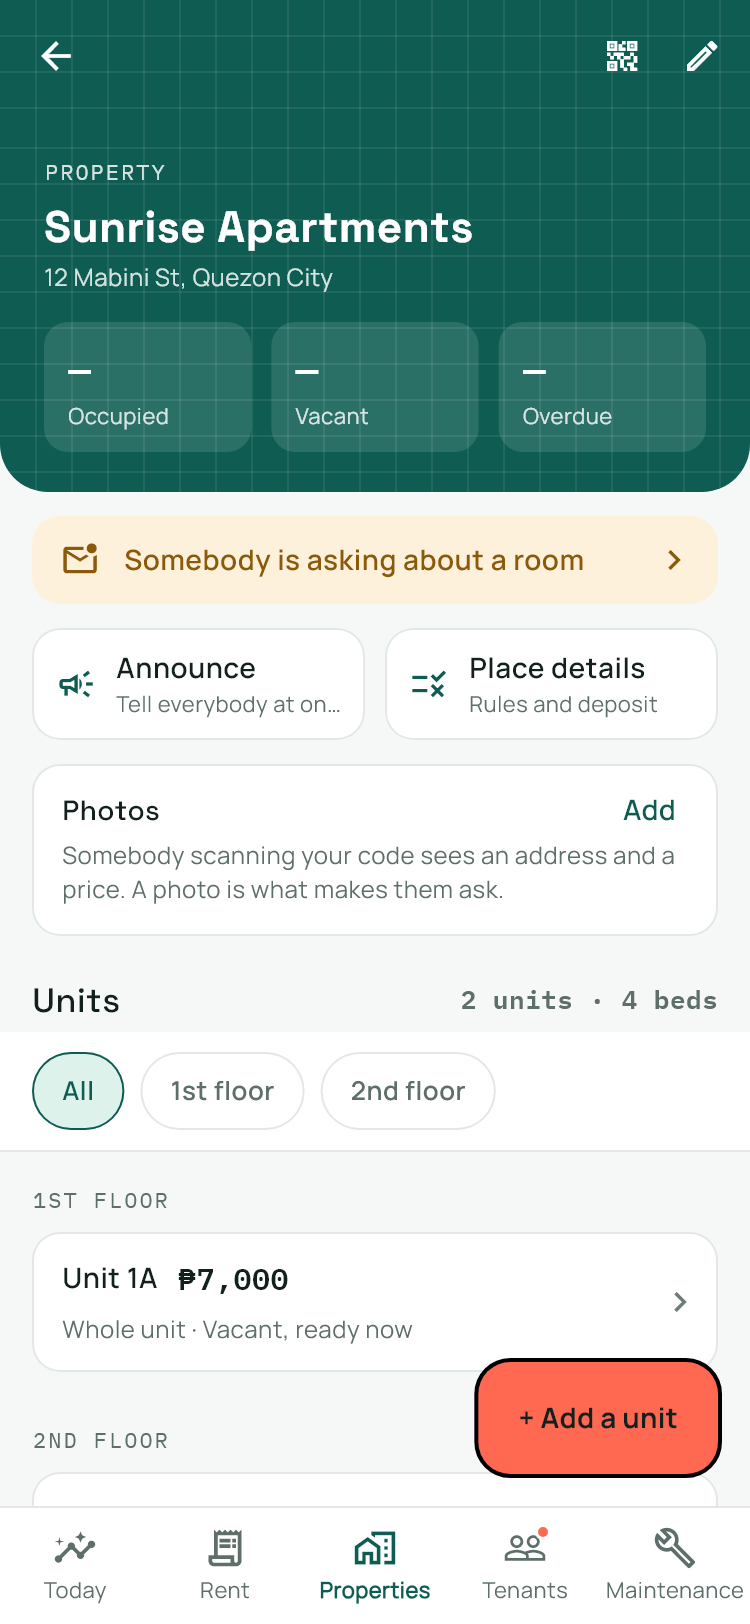 PROPERTY
Sunrise Apartments
12 Mabini St, Quezon City
– – –
Occupied Vacant Overdue
Somebody is asking about a room
Announce
Tell everybody at on…
Place details
Rules and deposit
Photos Add
Somebody scanning your code sees an address and a
price. A photo is what makes them ask.
Units 2 units · 4 beds
All 1st floor 2nd floor
1ST FLOOR
Unit 1A ₱7,000
Whole unit · Vacant, ready now
+ Add a unit
2ND FLOOR
Today Rent Properties Tenants Maintenance